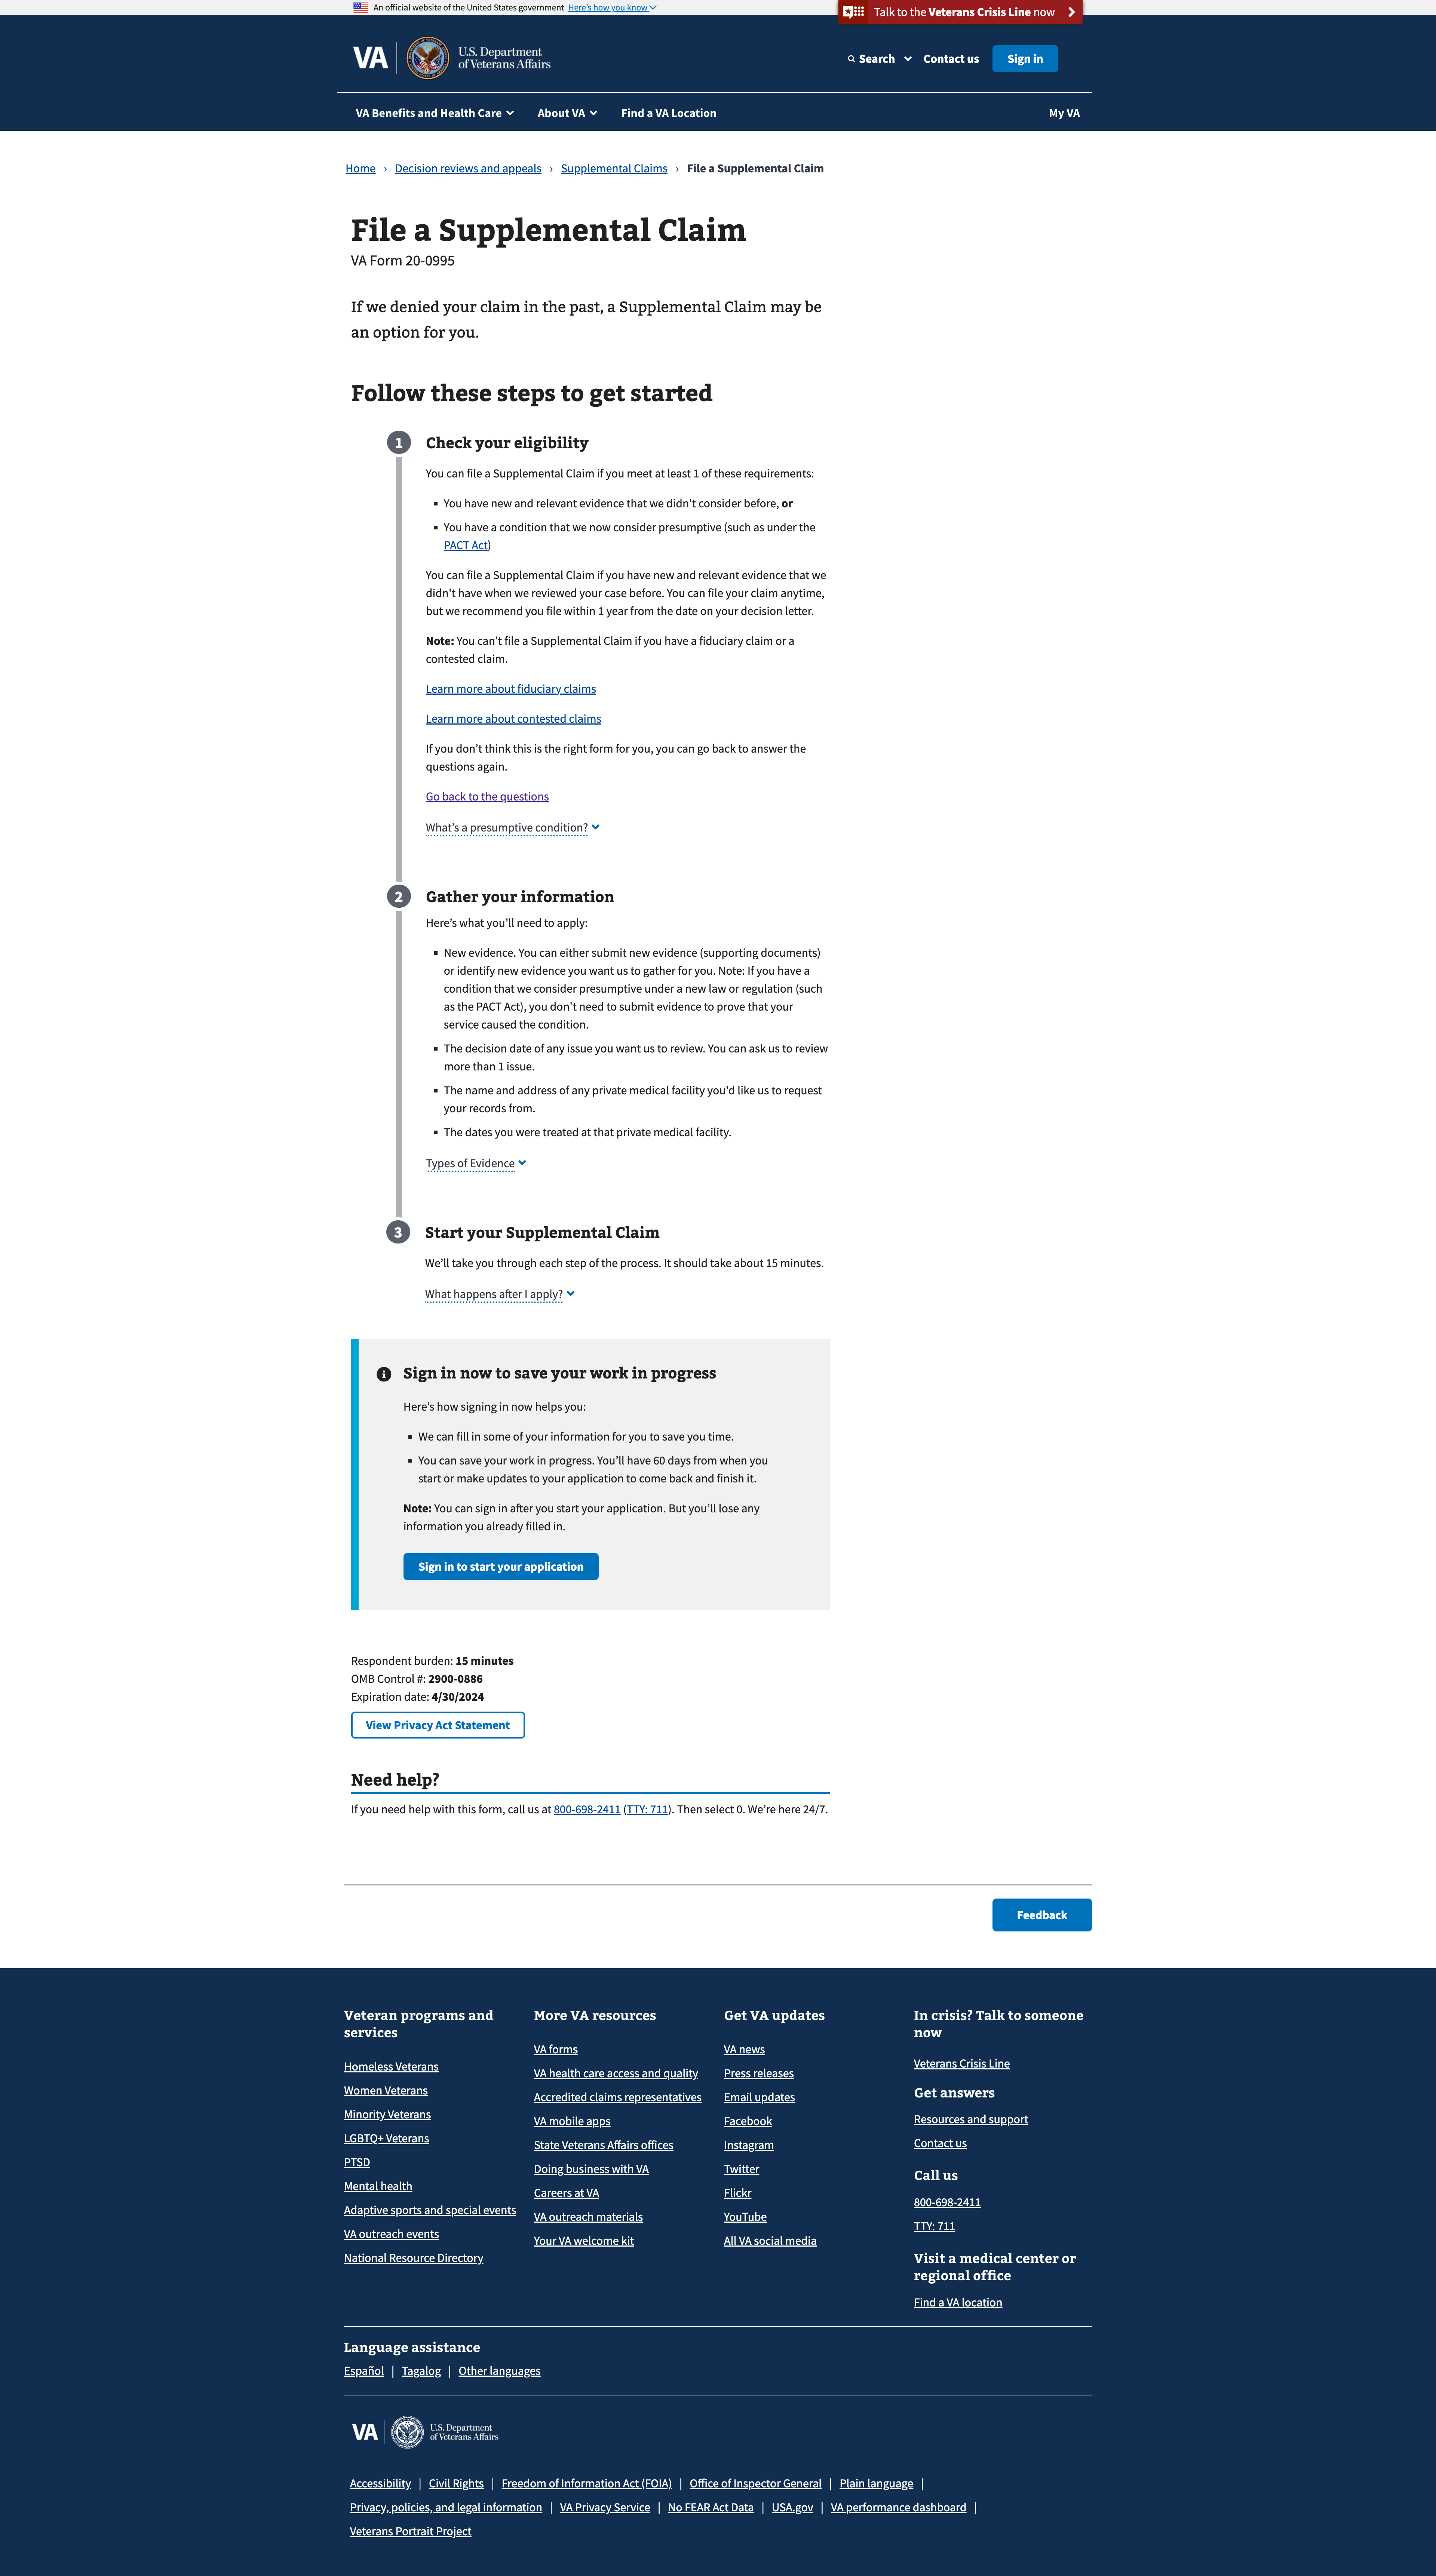 An official website of the United States government Here's how you know
Talk to the Veterans Crisis Line now
VA
U.S. Department
of Veterans Affairs
Search
Contact us
Sign in
VA Benefits and Health Care
About VA
Find a VA Location
My VA
Home › Decision reviews and appeals › Supplemental Claims › File a Supplemental Claim
File a Supplemental Claim
VA Form 20-0995
If we denied your claim in the past, a Supplemental Claim may be
an option for you.
Follow these steps to get started
1 Check your eligibility
You can file a Supplemental Claim if you meet at least 1 of these requirements:
▪ You have new and relevant evidence that we didn't consider before, or
▪ You have a condition that we now consider presumptive (such as under the
PACT Act)
You can file a Supplemental Claim if you have new and relevant evidence that we
didn't have when we reviewed your case before. You can file your claim anytime,
but we recommend you file within 1 year from the date on your decision letter.
Note: You can’t file a Supplemental Claim if you have a fiduciary claim or a
contested claim.
Learn more about fiduciary claims
Learn more about contested claims
If you don’t think this is the right form for you, you can go back to answer the
questions again.
Go back to the questions
What’s a presumptive condition?
2 Gather your information
Here’s what you’ll need to apply:
▪ New evidence. You can either submit new evidence (supporting documents)
or identify new evidence you want us to gather for you. Note: If you have a
condition that we consider presumptive under a new law or regulation (such
as the PACT Act), you don't need to submit evidence to prove that your
service caused the condition.
▪ The decision date of any issue you want us to review. You can ask us to review
more than 1 issue.
▪ The name and address of any private medical facility you'd like us to request
your records from.
▪ The dates you were treated at that private medical facility.
Types of Evidence
3 Start your Supplemental Claim
We’ll take you through each step of the process. It should take about 15 minutes.
What happens after I apply?
Sign in now to save your work in progress
Here’s how signing in now helps you:
▪ We can fill in some of your information for you to save you time.
▪ You can save your work in progress. You’ll have 60 days from when you
start or make updates to your application to come back and finish it.
Note: You can sign in after you start your application. But you’ll lose any
information you already filled in.
Sign in to start your application
Respondent burden: 15 minutes
OMB Control #: 2900-0886
Expiration date: 4/30/2024
View Privacy Act Statement
Need help?
If you need help with this form, call us at 800-698-2411 (TTY: 711). Then select 0. We’re here 24/7.
Feedback
Veteran programs and
services
Homeless Veterans
Women Veterans
Minority Veterans
LGBTQ+ Veterans
PTSD
Mental health
Adaptive sports and special events
VA outreach events
National Resource Directory
More VA resources
VA forms
VA health care access and quality
Accredited claims representatives
VA mobile apps
State Veterans Affairs offices
Doing business with VA
Careers at VA
VA outreach materials
Your VA welcome kit
Get VA updates
VA news
Press releases
Email updates
Facebook
Instagram
Twitter
Flickr
YouTube
All VA social media
In crisis? Talk to someone
now
Veterans Crisis Line
Get answers
Resources and support
Contact us
Call us
800-698-2411
TTY: 711
Visit a medical center or
regional office
Find a VA location
Language assistance
Español | Tagalog | Other languages
VA
U.S. Department
of Veterans Affairs
Accessibility | Civil Rights | Freedom of Information Act (FOIA) | Office of Inspector General | Plain language |
Privacy, policies, and legal information | VA Privacy Service | No FEAR Act Data | USA.gov | VA performance dashboard |
Veterans Portrait Project